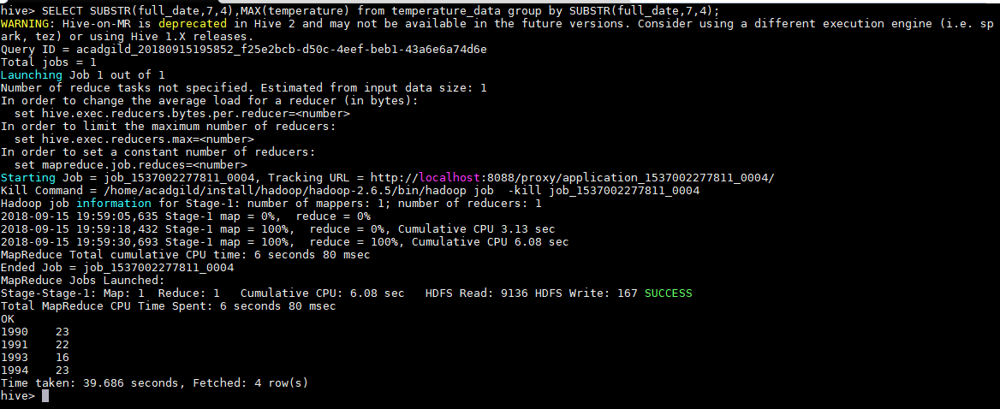 hive> SELECT SUBSTR(full_date,7,4),MAX(temperature) from temperature_data group by SUBSTR(full_date,7,4);
WARNING: Hive-on-MR is deprecated in Hive 2 and may not be available in the future versions. Consider using a different execution engine (i.e. sp
ark, tez) or using Hive 1.X releases.
Query ID = acadgild_20180915195852_f25e2bcb-d50c-4eef-beb1-43a6e6a74d6e
Total jobs = 1
Launching Job 1 out of 1
Number of reduce tasks not specified. Estimated from input data size: 1
In order to change the average load for a reducer (in bytes):
  set hive.exec.reducers.bytes.per.reducer=<number>
In order to limit the maximum number of reducers:
  set hive.exec.reducers.max=<number>
In order to set a constant number of reducers:
  set mapreduce.job.reduces=<number>
Starting Job = job_1537002277811_0004, Tracking URL = http://localhost:8088/proxy/application_1537002277811_0004/
Kill Command = /home/acadgild/install/hadoop/hadoop-2.6.5/bin/hadoop job  -kill job_1537002277811_0004
Hadoop job information for Stage-1: number of mappers: 1; number of reducers: 1
2018-09-15 19:59:05,635 Stage-1 map = 0%,  reduce = 0%
2018-09-15 19:59:18,432 Stage-1 map = 100%,  reduce = 0%, Cumulative CPU 3.13 sec
2018-09-15 19:59:30,693 Stage-1 map = 100%,  reduce = 100%, Cumulative CPU 6.08 sec
MapReduce Total cumulative CPU time: 6 seconds 80 msec
Ended Job = job_1537002277811_0004
MapReduce Jobs Launched:
Stage-Stage-1: Map: 1  Reduce: 1   Cumulative CPU: 6.08 sec   HDFS Read: 9136 HDFS Write: 167 SUCCESS
Total MapReduce CPU Time Spent: 6 seconds 80 msec
OK
1990    23
1991    22
1993    16
1994    23
Time taken: 39.686 seconds, Fetched: 4 row(s)
hive>